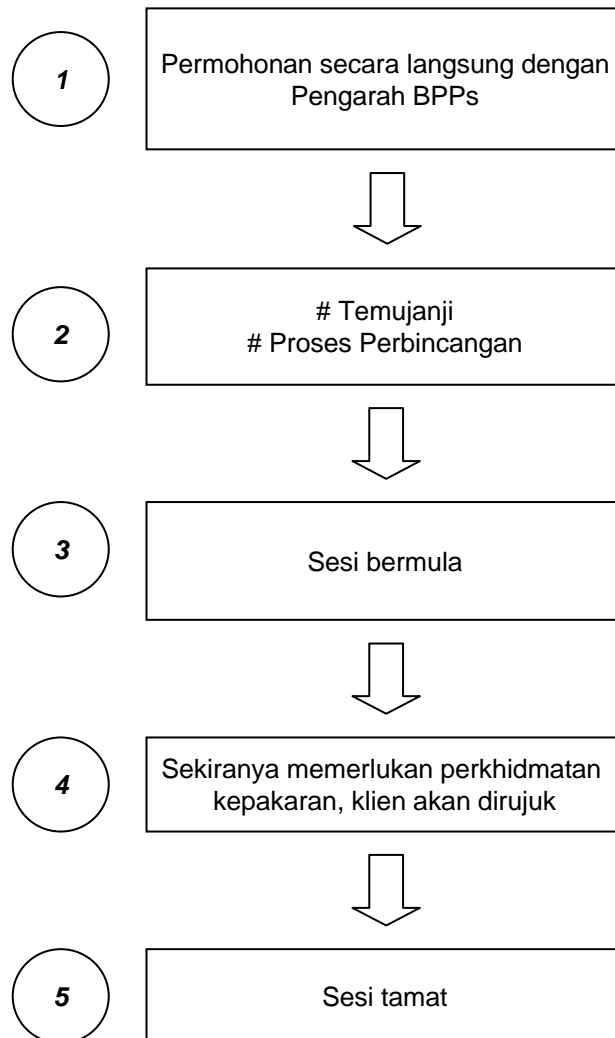 1
Permohonan secara langsung dengan
Pengarah BPPs
2
# Temujanji
# Proses Perbincangan
3
Sesi bermula
4
Sekiranya memerlukan perkhidmatan
kepakaran, klien akan dirujuk
5
Sesi tamat